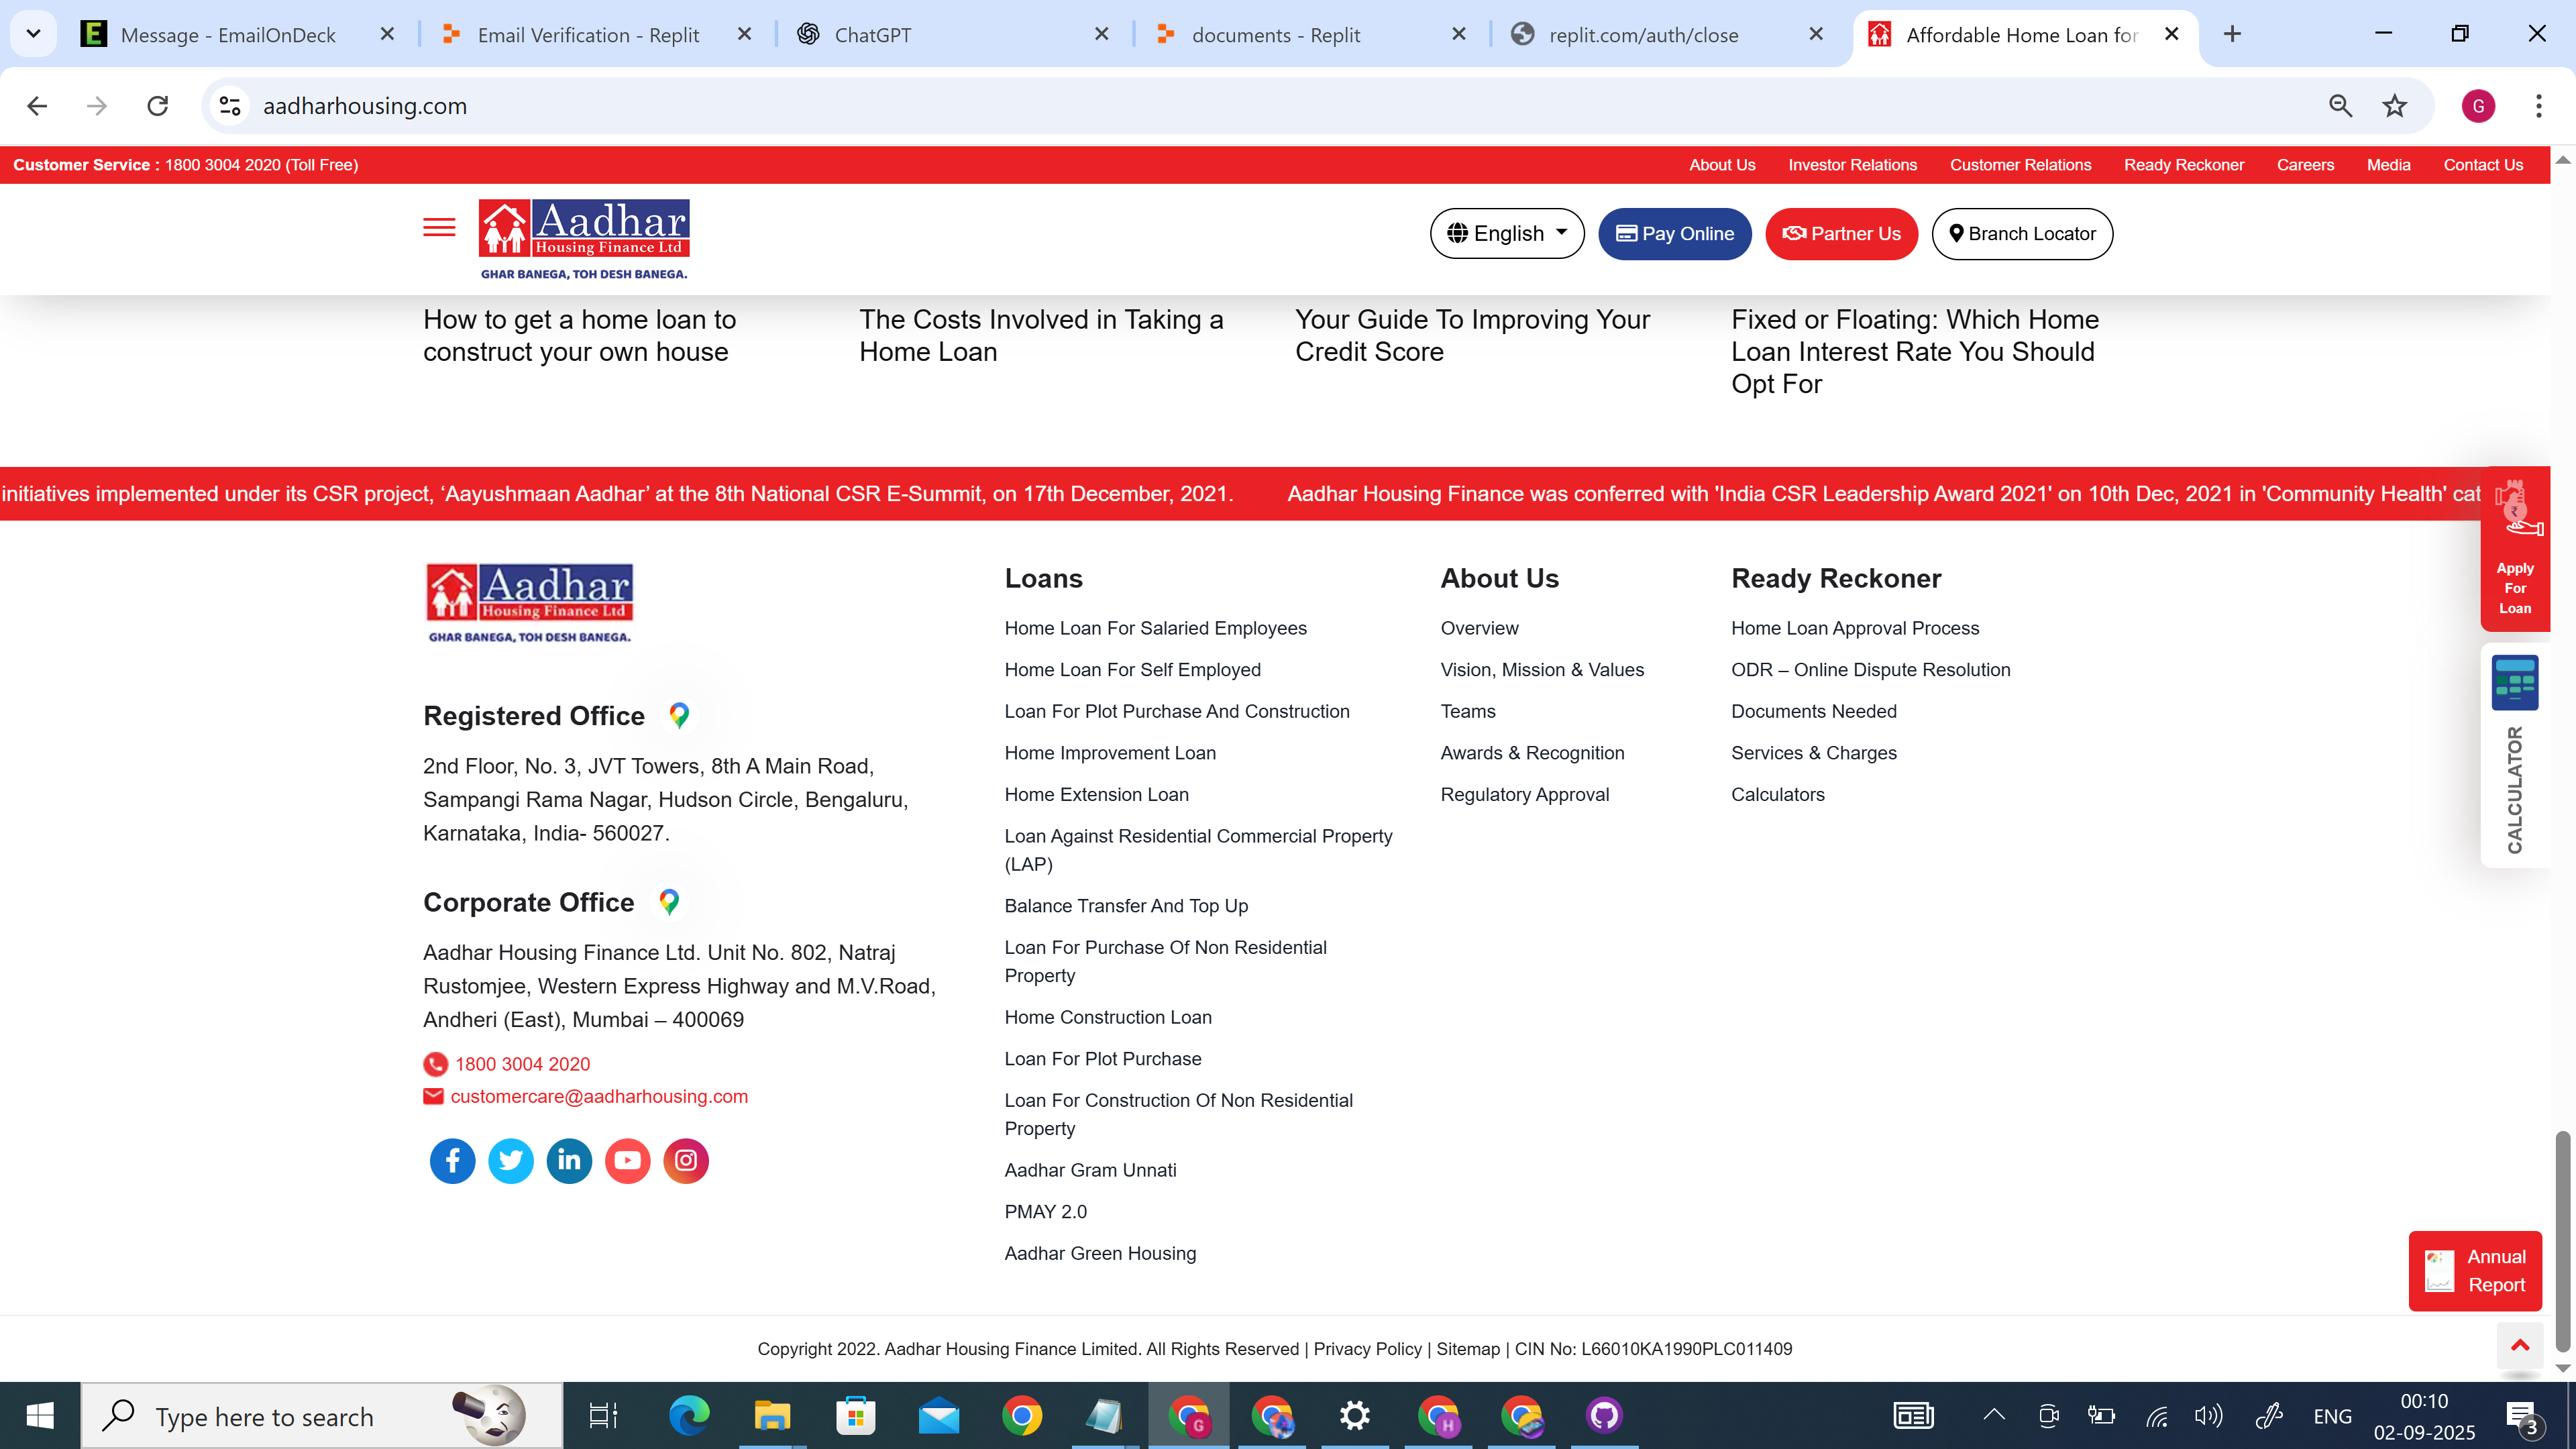 Message - EmailOnDeck
Email Verification - Replit
ChatGPT
documents - Replit
replit.com/auth/close
Affordable Home Loan for
aadharhousing.com
G
Customer Service : 1800 3004 2020 (Toll Free)
About Us
Investor Relations
Customer Relations
Ready Reckoner
Careers
Media
Contact Us
Aadhar
Housing Finance Ltd
GHAR BANEGA, TOH DESH BANEGA.
English
Pay Online
Partner Us
Branch Locator
How to get a home loan to
construct your own house
The Costs Involved in Taking a
Home Loan
Your Guide To Improving Your
Credit Score
Fixed or Floating: Which Home
Loan Interest Rate You Should
Opt For
initiatives implemented under its CSR project, ‘Aayushmaan Aadhar’ at the 8th National CSR E-Summit, on 17th December, 2021.
Aadhar Housing Finance was conferred with 'India CSR Leadership Award 2021' on 10th Dec, 2021 in 'Community Health' cat
Apply
For
Loan
CALCULATOR
Aadhar
Housing Finance Ltd
GHAR BANEGA, TOH DESH BANEGA.
Registered Office
2nd Floor, No. 3, JVT Towers, 8th A Main Road,
Sampangi Rama Nagar, Hudson Circle, Bengaluru,
Karnataka, India- 560027.
Corporate Office
Aadhar Housing Finance Ltd. Unit No. 802, Natraj
Rustomjee, Western Express Highway and M.V.Road,
Andheri (East), Mumbai – 400069
1800 3004 2020
customercare@aadharhousing.com
Loans
Home Loan For Salaried Employees
Home Loan For Self Employed
Loan For Plot Purchase And Construction
Home Improvement Loan
Home Extension Loan
Loan Against Residential Commercial Property
(LAP)
Balance Transfer And Top Up
Loan For Purchase Of Non Residential
Property
Home Construction Loan
Loan For Plot Purchase
Loan For Construction Of Non Residential
Property
Aadhar Gram Unnati
PMAY 2.0
Aadhar Green Housing
About Us
Overview
Vision, Mission & Values
Teams
Awards & Recognition
Regulatory Approval
Ready Reckoner
Home Loan Approval Process
ODR – Online Dispute Resolution
Documents Needed
Services & Charges
Calculators
Annual
Report
Copyright 2022. Aadhar Housing Finance Limited. All Rights Reserved | Privacy Policy | Sitemap | CIN No: L66010KA1990PLC011409
Type here to search
G
H
ENG
00:10
02-09-2025
3